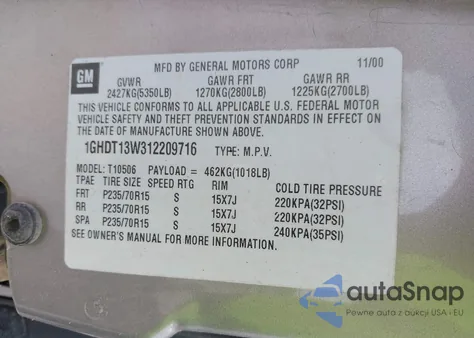 GM
MFD BY GENERAL MOTORS CORP 11/00
GVWR GAWR FRT GAWR RR
2427KG(5350LB) 1270KG(2800LB) 1225KG(2700LB)
THIS VEHICLE CONFORMS TO ALL APPLICABLE U.S. FEDERAL MOTOR
VEHICLE SAFETY AND THEFT PREVENTION STANDARDS IN EFFECT ON
THE DATE OF MANUFACTURE SHOWN ABOVE.
1GHDT13W312209716 TYPE: M.P.V.
MODEL: T10506 PAYLOAD = 462KG(1018LB)
TPAE TIRE SIZE SPEED RTG RIM COLD TIRE PRESSURE
FRT P235/70R15 S 15X7J 220KPA(32PSI)
RR P235/70R15 S 15X7J 220KPA(32PSI)
SPA P235/70R15 S 15X7J 240KPA(35PSI)
SEE OWNER'S MANUAL FOR MORE INFORMATION.
autaSnap
Pewne auta z dojazdem USA - EU